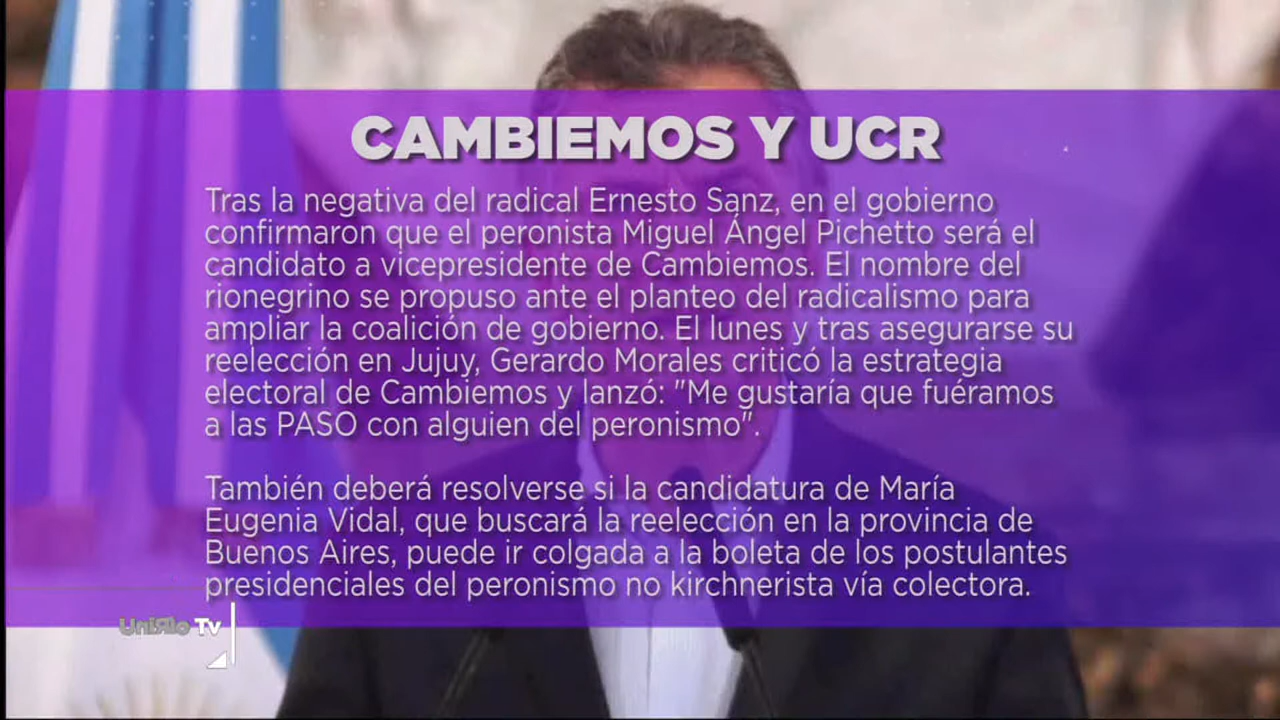 CAMBIEMOS Y UCR
Tras la negativa del radical Ernesto Sanz, en el gobierno
confirmaron que el peronista Miguel Ángel Pichetto será el
candidato a vicepresidente de Cambiemos. El nombre del
rionegrino se propuso ante el planteo del radicalismo para
ampliar la coalición de gobierno. El lunes y tras asegurarse su
reelección en Jujuy, Gerardo Morales criticó la estrategia
electoral de Cambiemos y lanzó: "Me gustaría que fuéramos
a las PASO con alguien del peronismo".
También deberá resolverse si la candidatura de María
Eugenia Vidal, que buscará la reelección en la provincia de
Buenos Aires, puede ir colgada a la boleta de los postulantes
presidenciales del peronismo no kirchnerista vía colectora.
UniRío Tv